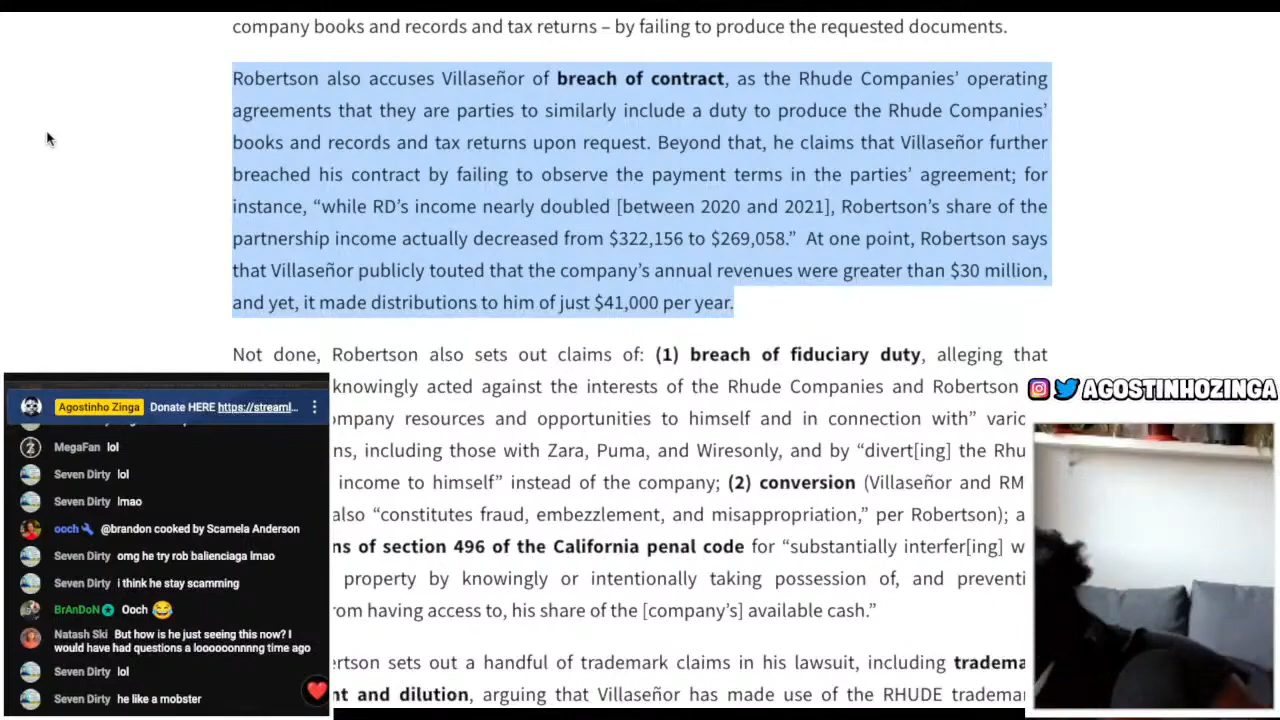 company books and records and tax returns – by failing to produce the requested documents.
Robertson also accuses Villaseñor of breach of contract, as the Rhude Companies’ operating
agreements that they are parties to similarly include a duty to produce the Rhude Companies’
books and records and tax returns upon request. Beyond that, he claims that Villaseñor further
breached his contract by failing to observe the payment terms in the parties’ agreement; for
instance, “while RD’s income nearly doubled [between 2020 and 2021], Robertson’s share of the
partnership income actually decreased from $322,156 to $269,058.” At one point, Robertson says
that Villaseñor publicly touted that the company’s annual revenues were greater than $30 million,
and yet, it made distributions to him of just $41,000 per year.
Not done, Robertson also sets out claims of: (1) breach of fiduciary duty, alleging that
knowingly acted against the interests of the Rhude Companies and Robertson
ompany resources and opportunities to himself and in connection with” vario
ns, including those with Zara, Puma, and Wiresonly, and by “divert[ing] the Rhu
income to himself” instead of the company; (2) conversion (Villaseñor and RM
also “constitutes fraud, embezzlement, and misappropriation,” per Robertson); a
ns of section 496 of the California penal code for “substantially interfer[ing] w
property by knowingly or intentionally taking possession of, and preventi
rom having access to, his share of the [company’s] available cash.”
ertson sets out a handful of trademark claims in his lawsuit, including tradema
nt and dilution, arguing that Villaseñor has made use of the RHUDE trademar
Agostinho Zinga Donate HERE https://streaml...
MegaFan lol
Seven Dirty lol
Seven Dirty lmao
ooch @brandon cooked by Scamela Anderson
Seven Dirty omg he try rob balienciaga lmao
Seven Dirty i think he stay scamming
BrAnDoN Ooch
Natash Ski But how is he just seeing this now? I
would have had questions a loooooonnnng time ago
Seven Dirty lol
Seven Dirty he like a mobster
AGOSTINHOZINGA